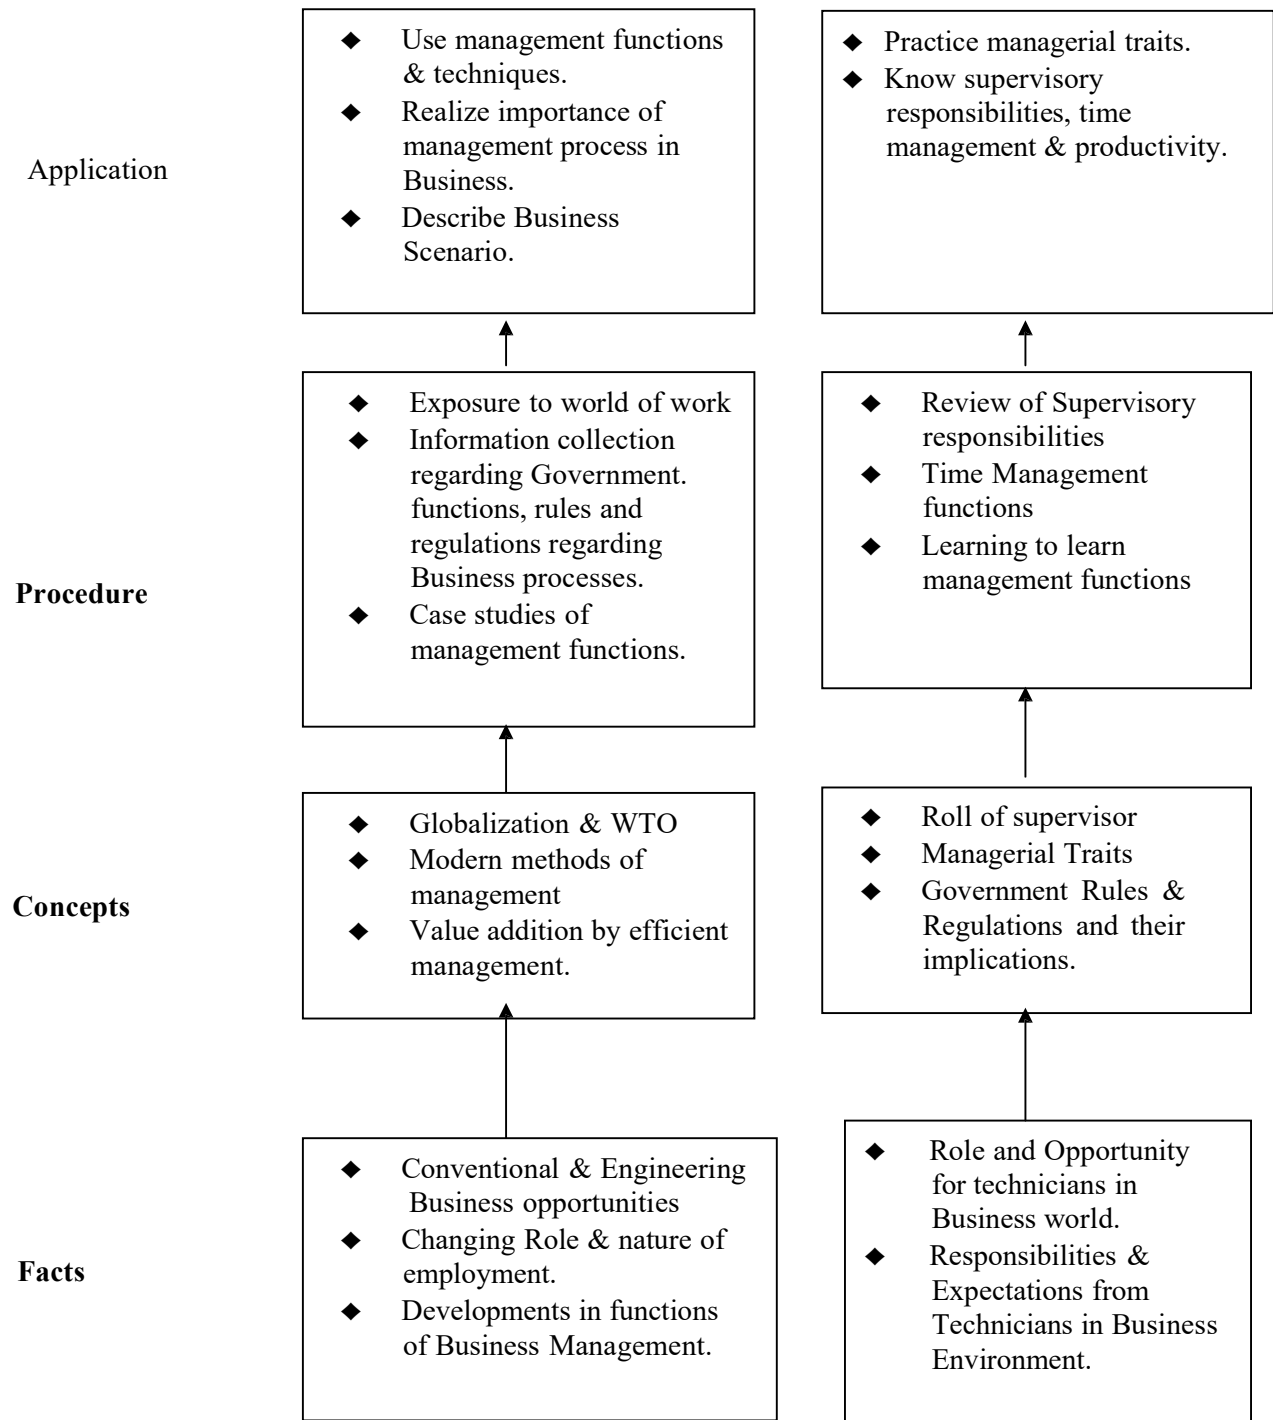 Application
◆ Use management functions
& techniques.
◆ Realize importance of
management process in
Business.
◆ Describe Business
Scenario.
◆ Practice managerial traits.
◆ Know supervisory
responsibilities, time
management & productivity.
Procedure
◆ Exposure to world of work
◆ Information collection
regarding Government.
functions, rules and
regulations regarding
Business processes.
◆ Case studies of
management functions.
◆ Review of Supervisory
responsibilities
◆ Time Management
functions
◆ Learning to learn
management functions
Concepts
◆ Globalization & WTO
◆ Modern methods of
management
◆ Value addition by efficient
management.
◆ Roll of supervisor
◆ Managerial Traits
◆ Government Rules &
Regulations and their
implications.
Facts
◆ Conventional & Engineering
Business opportunities
◆ Changing Role & nature of
employment.
◆ Developments in functions
of Business Management.
◆ Role and Opportunity
for technicians in
Business world.
◆ Responsibilities &
Expectations from
Technicians in Business
Environment.